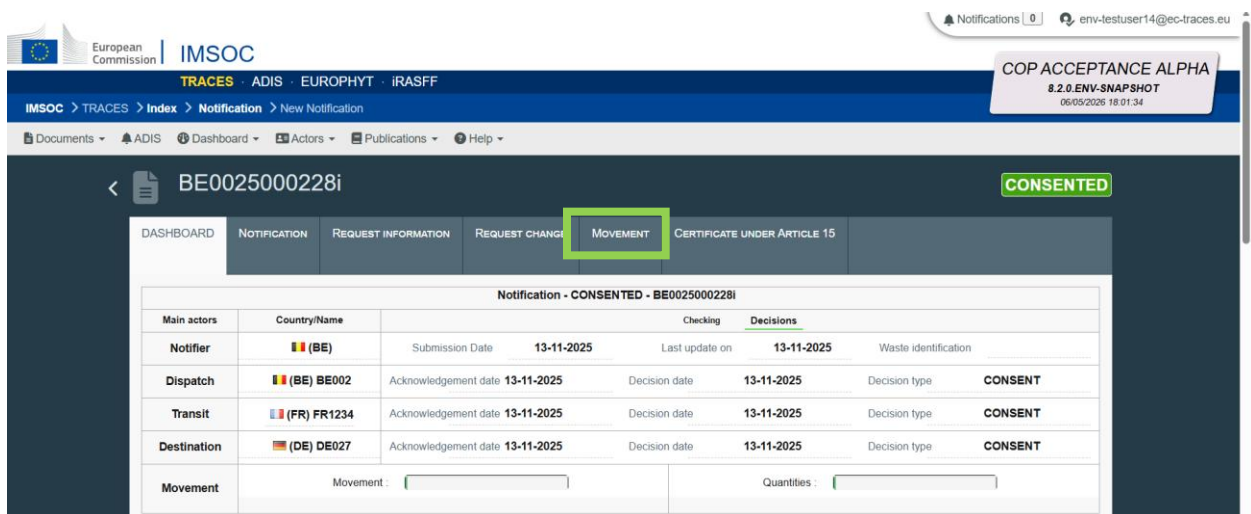 Notifications 0 env-testuser14@ec-traces.eu
European Commission IMSOC
COP ACCEPTANCE ALPHA
8.2.0.ENV-SNAPSHOT
06/05/2026 18:01:34
TRACES · ADIS · EUROPHYT · iRASFF
IMSOC > TRACES > Index > Notification > New Notification
Documents ADIS Dashboard Actors Publications Help
BE0025000228i CONSENTED
DASHBOARD NOTIFICATION REQUEST INFORMATION REQUEST CHANGE MOVEMENT CERTIFICATE UNDER ARTICLE 15
Notification - CONSENTED - BE0025000228i
Main actors Country/Name Checking Decisions
Notifier (BE) Submission Date 13-11-2025 Last update on 13-11-2025 Waste identification
Dispatch (BE) BE002 Acknowledgement date 13-11-2025 Decision date 13-11-2025 Decision type CONSENT
Transit (FR) FR1234 Acknowledgement date 13-11-2025 Decision date 13-11-2025 Decision type CONSENT
Destination (DE) DE027 Acknowledgement date 13-11-2025 Decision date 13-11-2025 Decision type CONSENT
Movement Movement : Quantities :